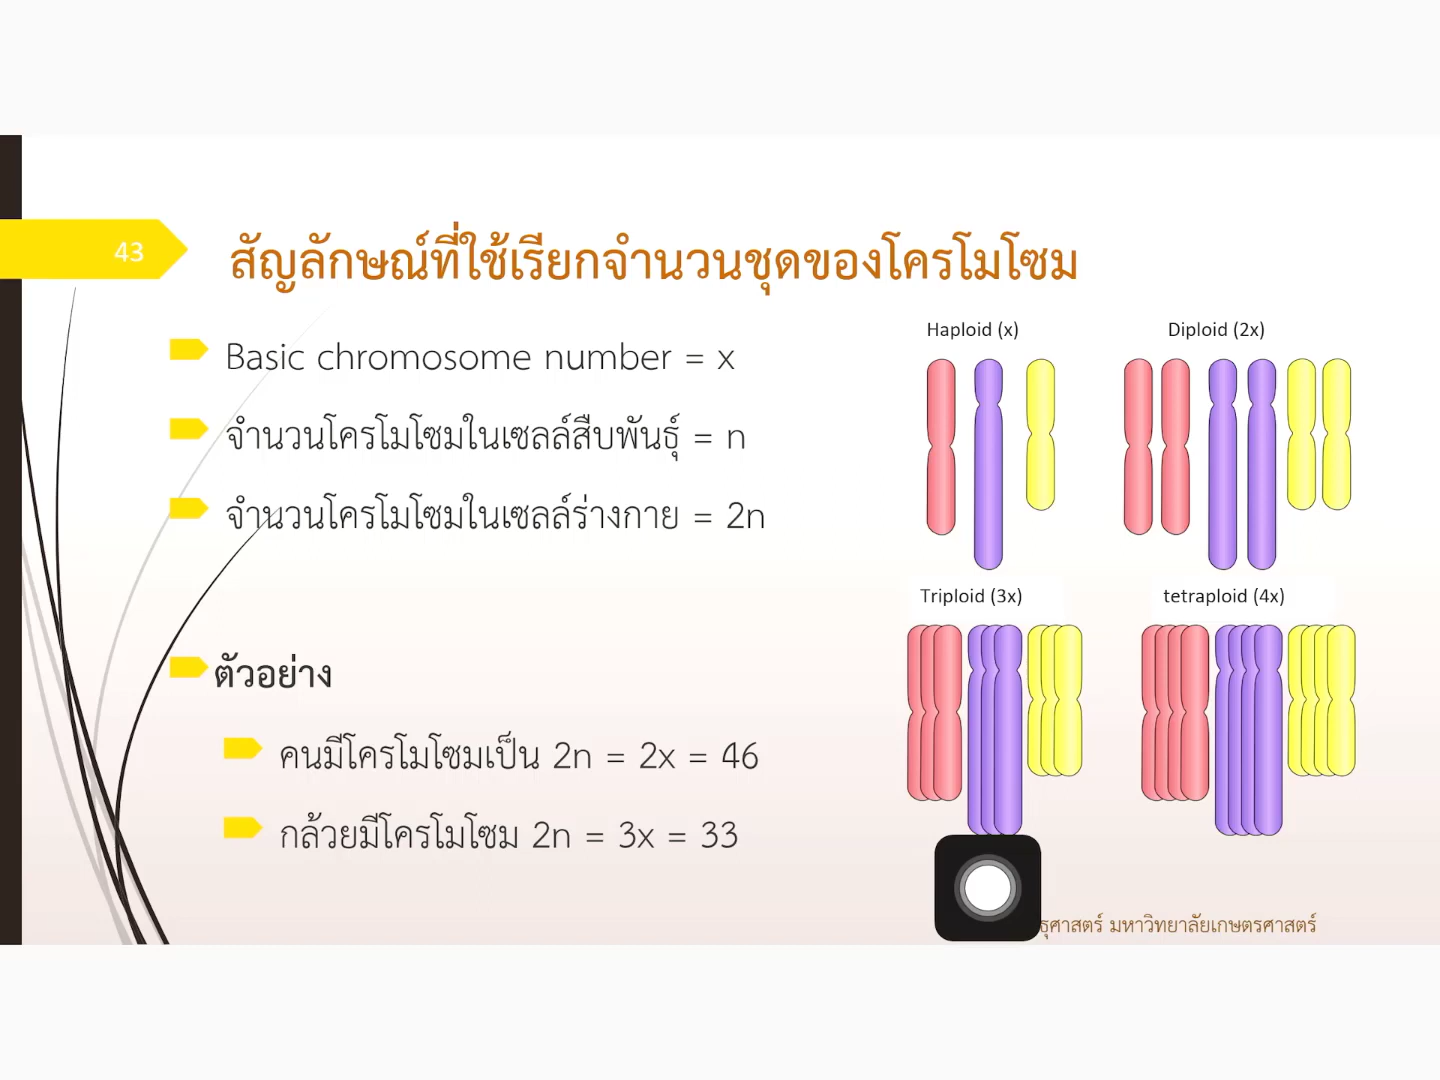 43
สัญลักษณ์ที่ใช้เรียกจำนวนชุดของโครโมโซม
Basic chromosome number = x
จำนวนโครโมโซมในเซลล์สืบพันธุ์ = n
จำนวนโครโมโซมในเซลล์ร่างกาย = 2n
ตัวอย่าง
คนมีโครโมโซมเป็น 2n = 2x = 46
กล้วยมีโครโมโซม 2n = 3x = 33
Haploid (x)
Diploid (2x)
Triploid (3x)
tetraploid (4x)
มหาวิทยาลัยเกษตรศาสตร์